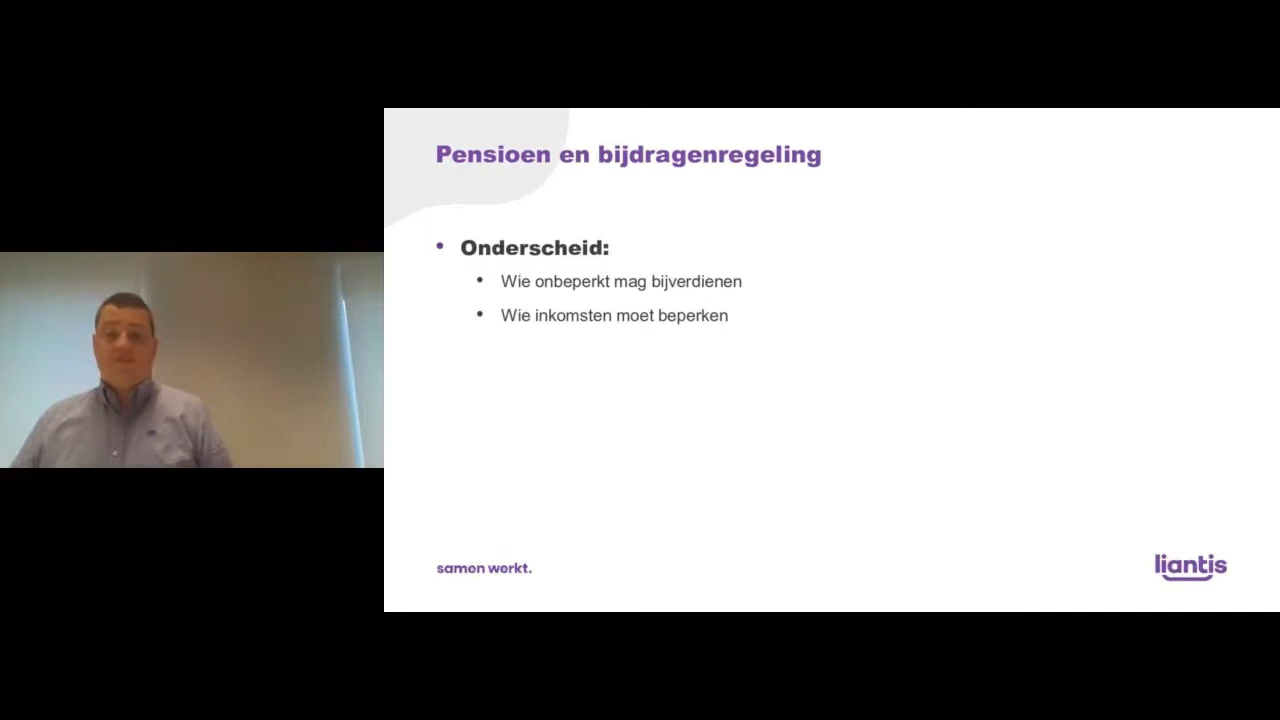 Pensioen en bijdragenregeling
• Onderscheid:
• Wie onbeperkt mag bijverdienen
• Wie inkomsten moet beperken
samen werkt.
liantis